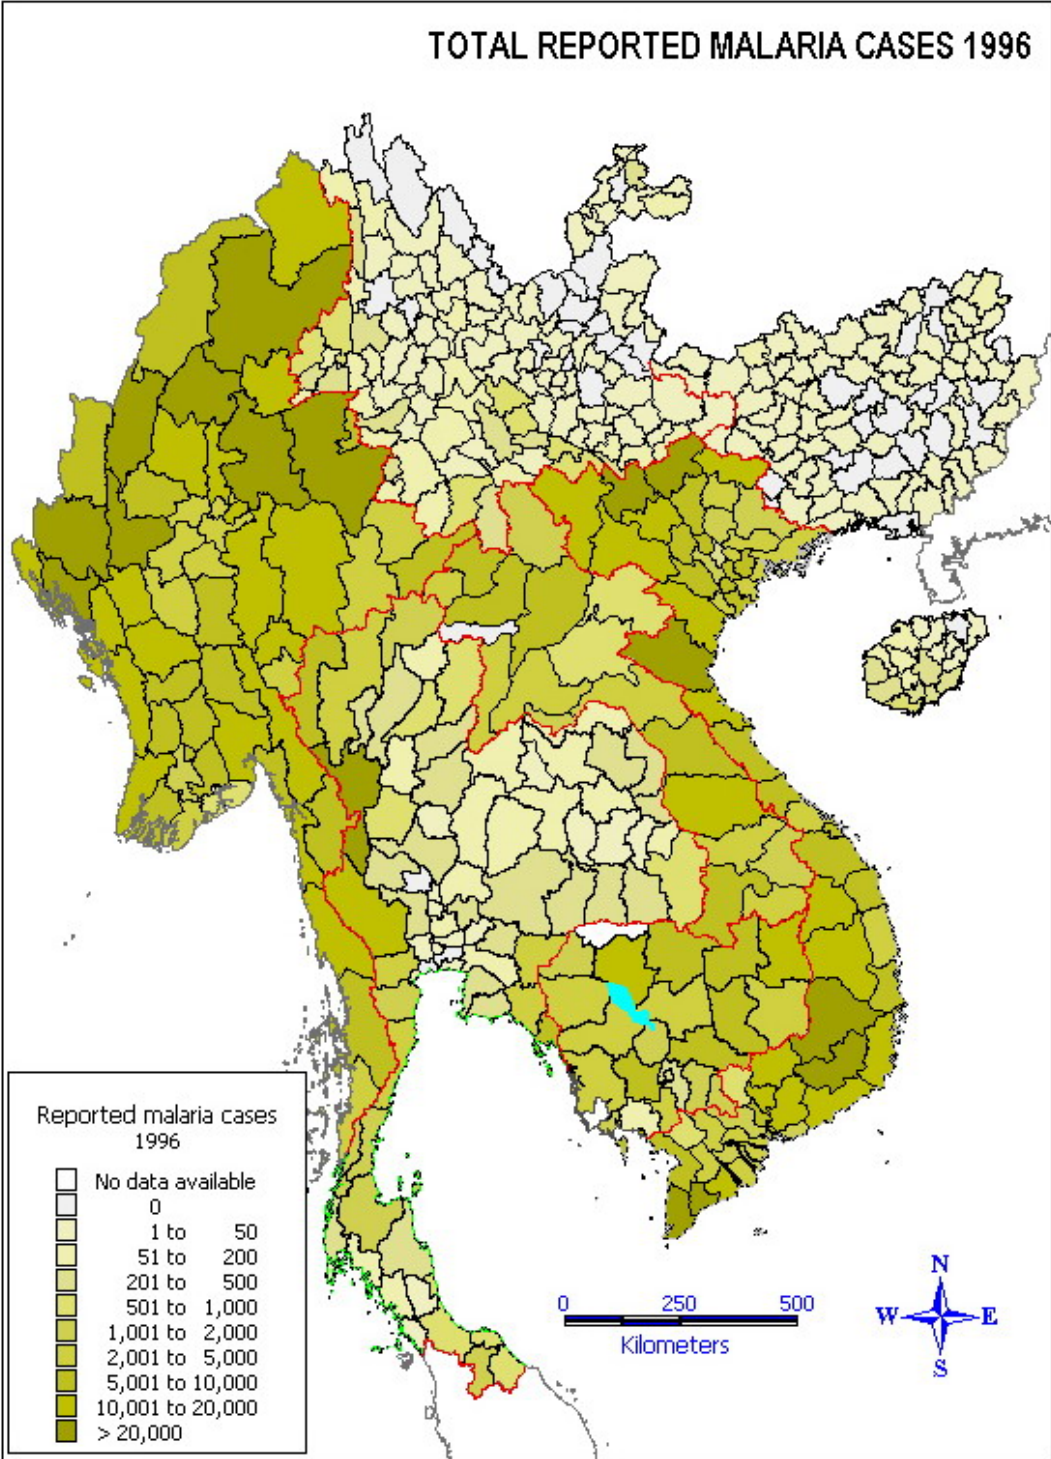 TOTAL REPORTED MALARIA CASES 1996
Reported malaria cases
1996
No data available
0
1 to 50
51 to 200
201 to 500
501 to 1,000
1,001 to 2,000
2,001 to 5,000
5,001 to 10,000
10,001 to 20,000
> 20,000
0 250 500
Kilometers
N
W E
S